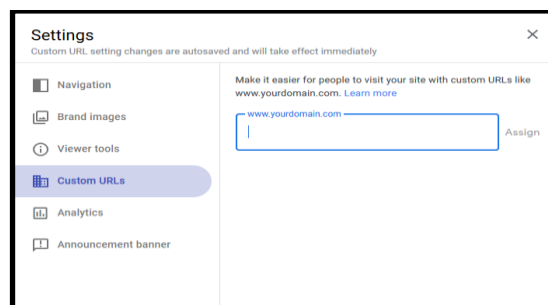 Settings
Custom URL setting changes are autosaved and will take effect immediately
Navigation
Brand images
Viewer tools
Custom URLs
Analytics
Announcement banner
Make it easier for people to visit your site with custom URLs like
www.yourdomain.com. Learn more
www.yourdomain.com
Assign